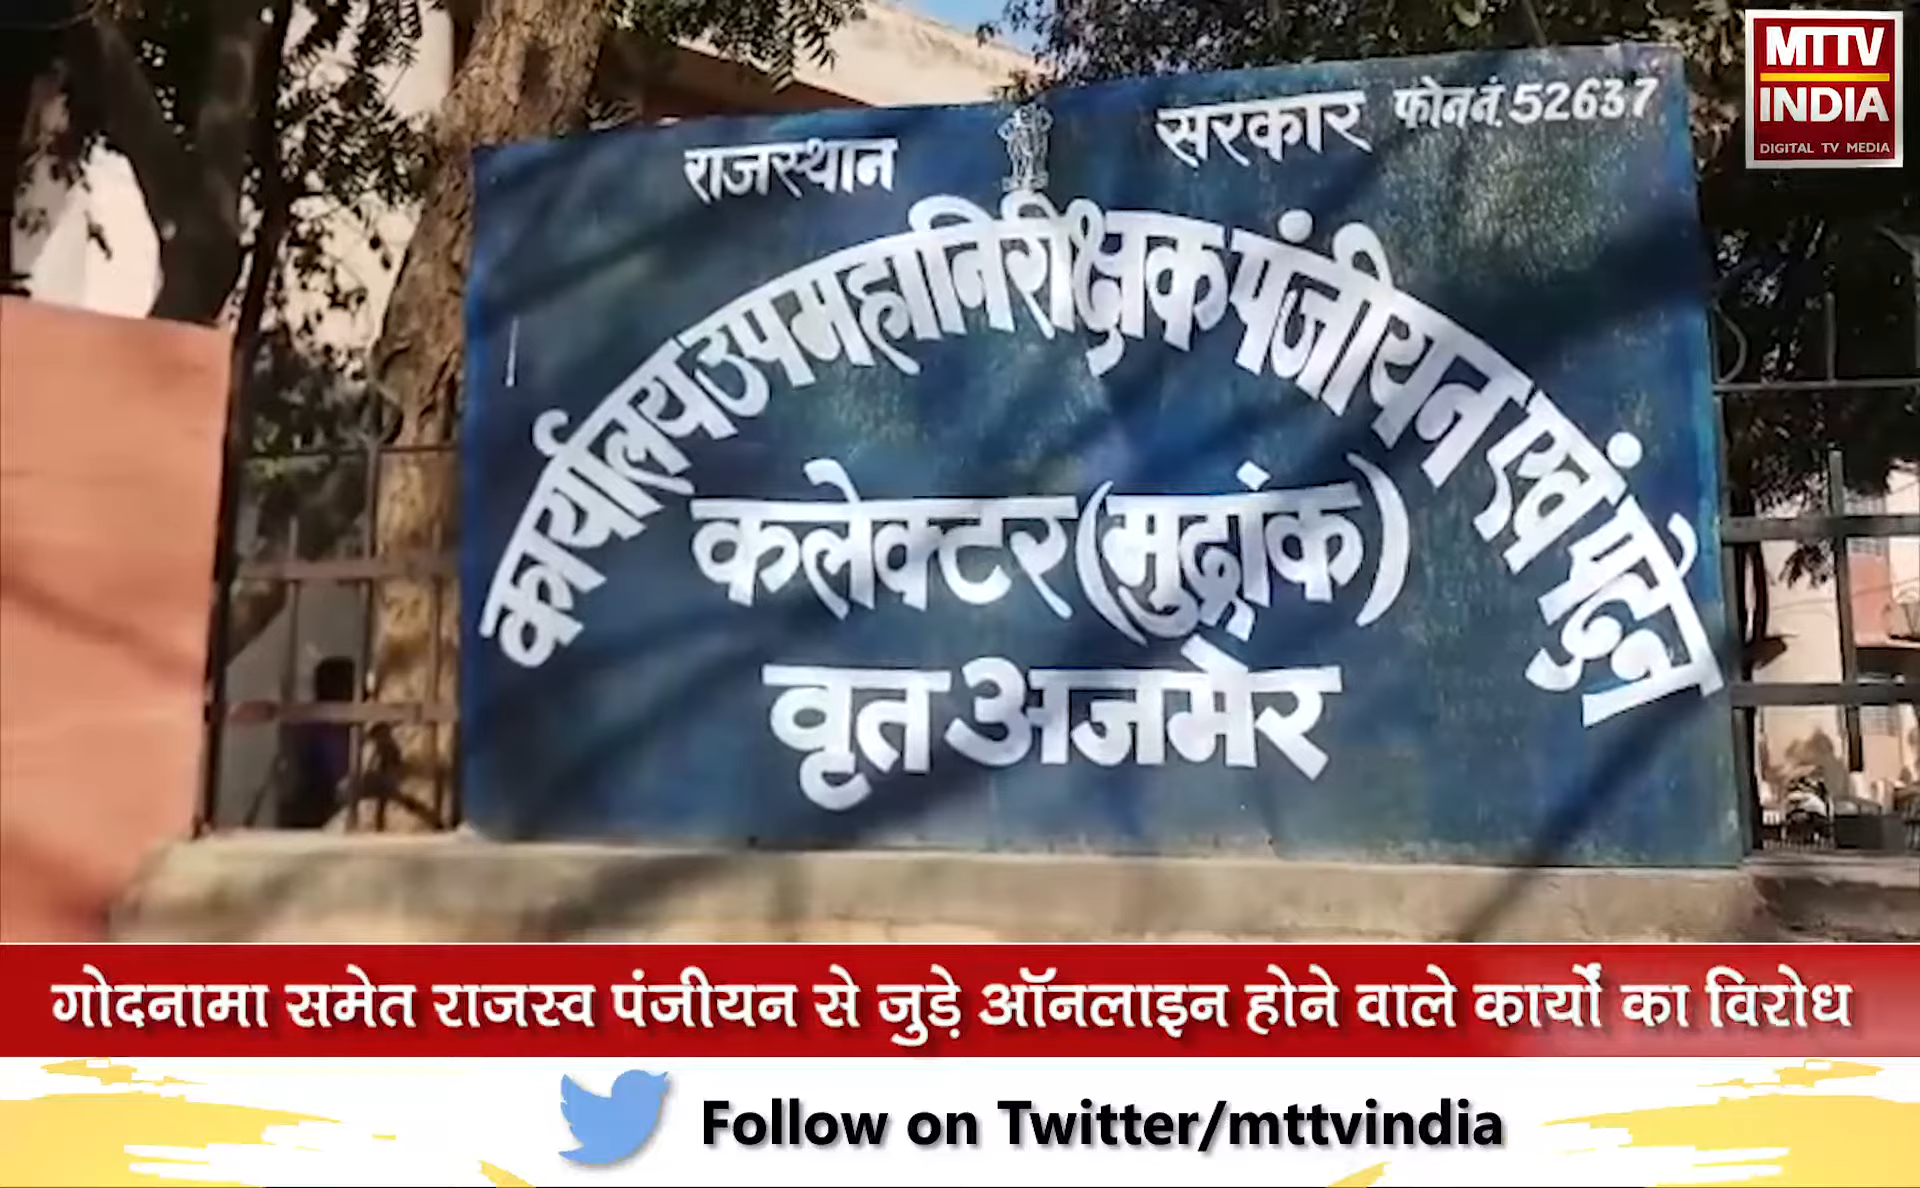 MTTV
INDIA
DIGITAL TV MEDIA
राजस्थान सरकार फोन नं. 52637
कार्यालय उपमहानिरीक्षक पंजीयन एवं पदेन
कलेक्टर (मुद्रांक)
वृत अजमेर
गोदनामा समेत राजस्व पंजीयन से जुड़े ऑनलाइन होने वाले कार्यों का विरोध
Follow on Twitter/mttvindia